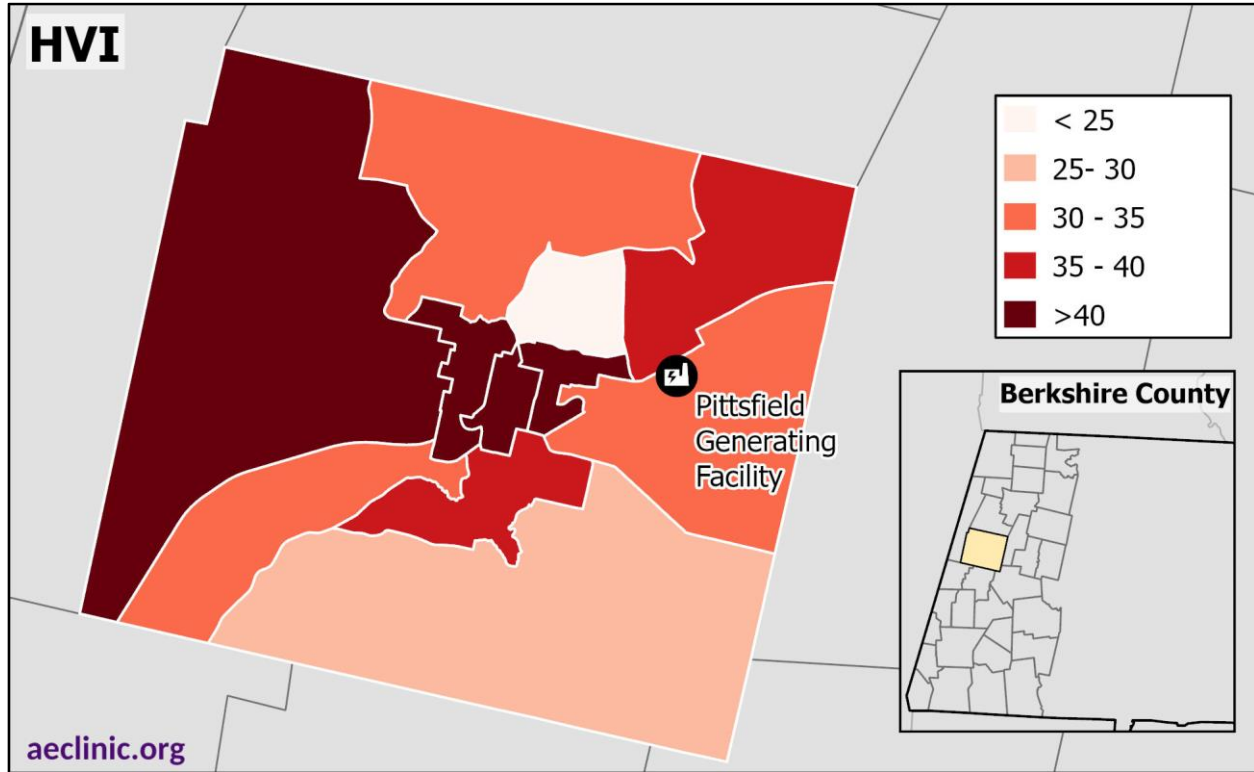 HVI
< 25
25- 30
30 - 35
35 - 40
>40
Pittsfield
Generating
Facility
Berkshire County
aeclinic.org